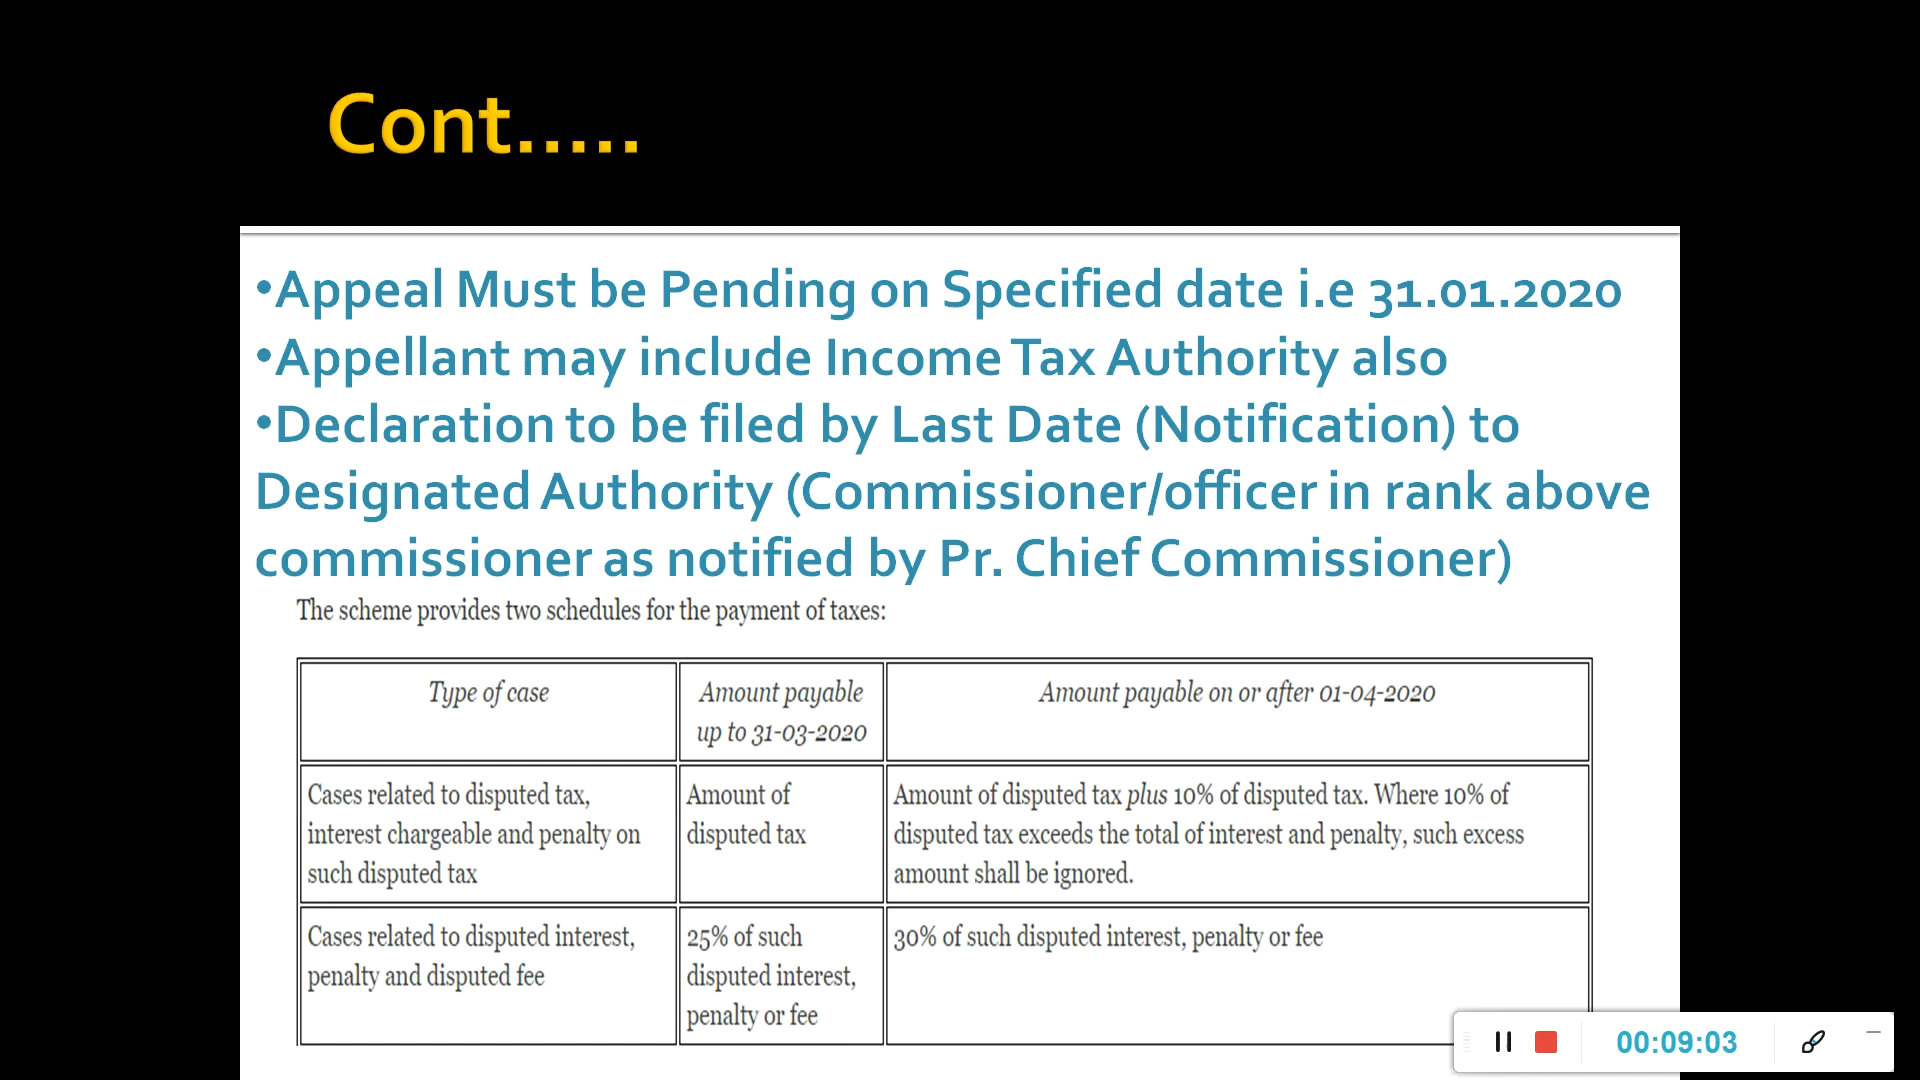 Cont.....
•Appeal Must be Pending on Specified date i.e 31.01.2020
•Appellant may include Income Tax Authority also
•Declaration to be filed by Last Date (Notification) to
Designated Authority (Commissioner/officer in rank above
commissioner as notified by Pr. Chief Commissioner)
The scheme provides two schedules for the payment of taxes:
Type of case
Amount payable
up to 31-03-2020
Amount payable on or after 01-04-2020
Cases related to disputed tax,
interest chargeable and penalty on
such disputed tax
Amount of
disputed tax
Amount of disputed tax plus 10% of disputed tax. Where 10% of
disputed tax exceeds the total of interest and penalty, such excess
amount shall be ignored.
Cases related to disputed interest,
penalty and disputed fee
25% of such
disputed interest,
penalty or fee
30% of such disputed interest, penalty or fee
00:09:03